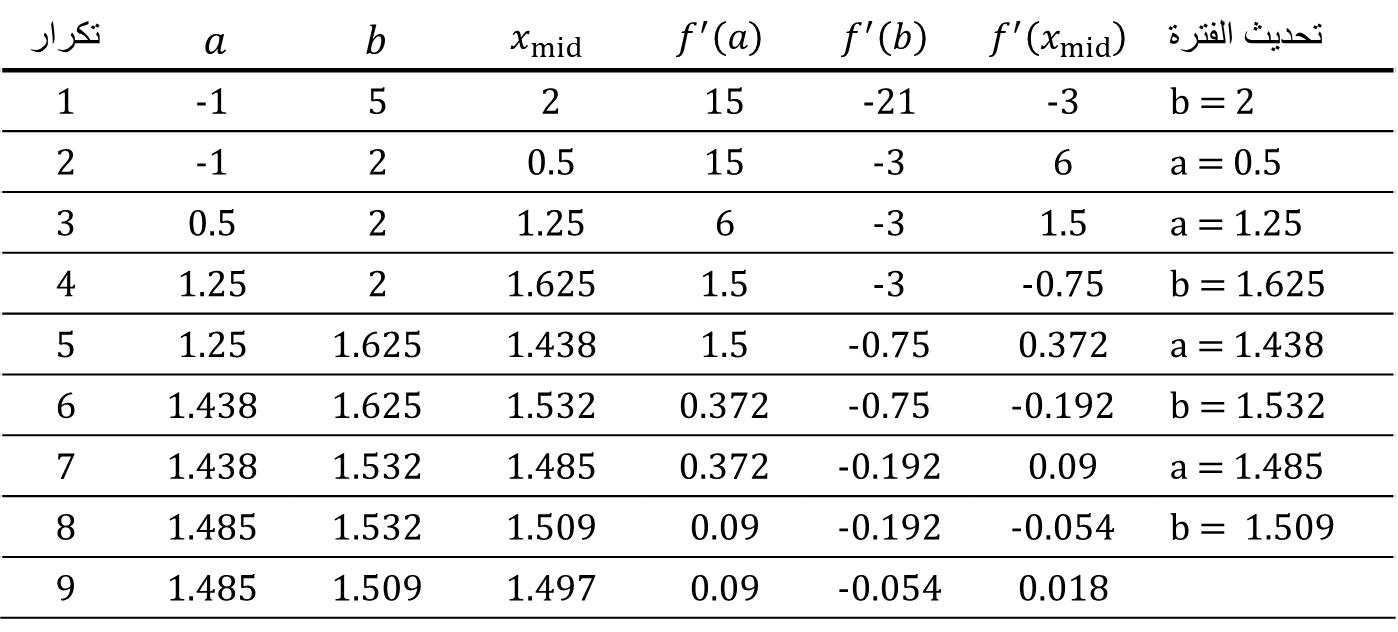 تكرار a b x_mid f′(a) f′(b) f′(x_mid) تحديث الفترة
1 -1 5 2 15 -21 -3 b = 2
2 -1 2 0.5 15 -3 6 a = 0.5
3 0.5 2 1.25 6 -3 1.5 a = 1.25
4 1.25 2 1.625 1.5 -3 -0.75 b = 1.625
5 1.25 1.625 1.438 1.5 -0.75 0.372 a = 1.438
6 1.438 1.625 1.532 0.372 -0.75 -0.192 b = 1.532
7 1.438 1.532 1.485 0.372 -0.192 0.09 a = 1.485
8 1.485 1.532 1.509 0.09 -0.192 -0.054 b = 1.509
9 1.485 1.509 1.497 0.09 -0.054 0.018